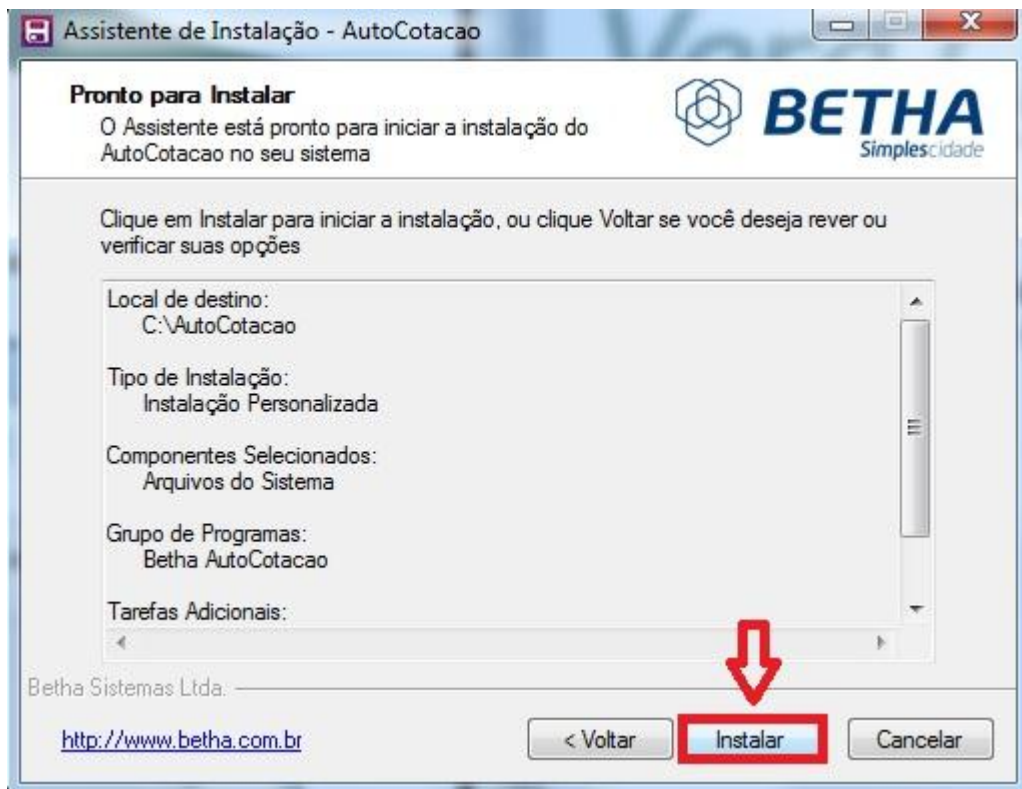 Assistente de Instalação - AutoCotacao
Pronto para Instalar
O Assistente está pronto para iniciar a instalação do
AutoCotacao no seu sistema
BETHA
Simplescidade
Clique em Instalar para iniciar a instalação, ou clique Voltar se você deseja rever ou
verificar suas opções
Local de destino:
C:\AutoCotacao
Tipo de Instalação:
Instalação Personalizada
Componentes Selecionados:
Arquivos do Sistema
Grupo de Programas:
Betha AutoCotacao
Tarefas Adicionais:
Betha Sistemas Ltda.
http://www.betha.com.br
< Voltar
Instalar
Cancelar